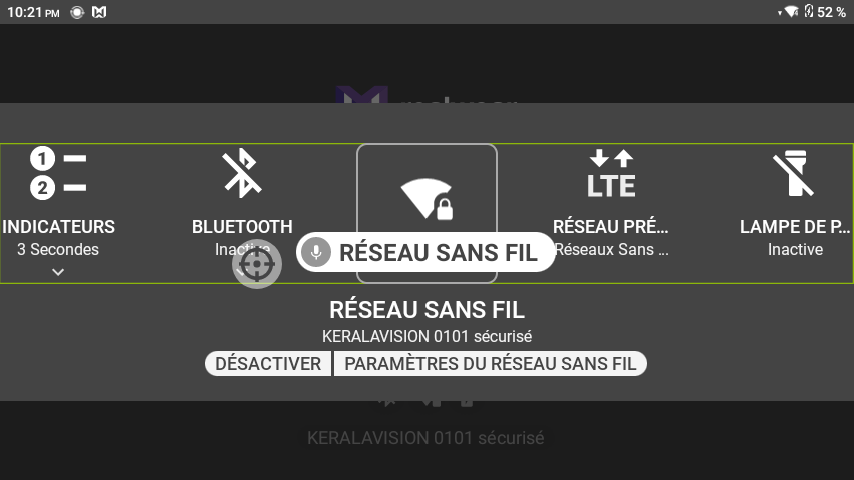 10:21 PM
52 %
1
2
LTE
INDICATEURS
BLUETOOTH
RÉSEAU PRÉ...
LAMPE DE P...
3 Secondes
Inactive
RÉSEAU SANS FIL
Réseaux Sans ...
Inactive
RÉSEAU SANS FIL
KERALAVISION 0101 sécurisé
DÉSACTIVER
PARAMÈTRES DU RÉSEAU SANS FIL
KERALAVISION 0101 sécurisé